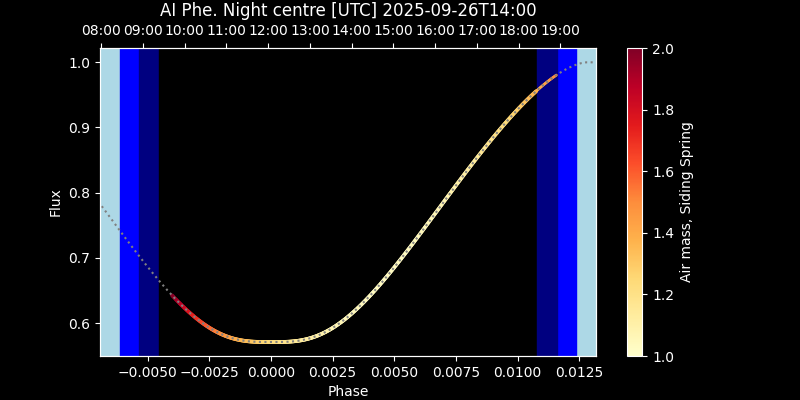 AI Phe. Night centre [UTC] 2025-09-26T14:00
08:00 09:00 10:00 11:00 12:00 13:00 14:00 15:00 16:00 17:00 18:00 19:00
1.0
0.9
0.8
0.7
0.6
Flux
−0.0050 −0.0025 0.0000 0.0025 0.0050 0.0075 0.0100 0.0125
Phase
2.0
1.8
1.6
1.4
1.2
1.0
Air mass, Siding Spring